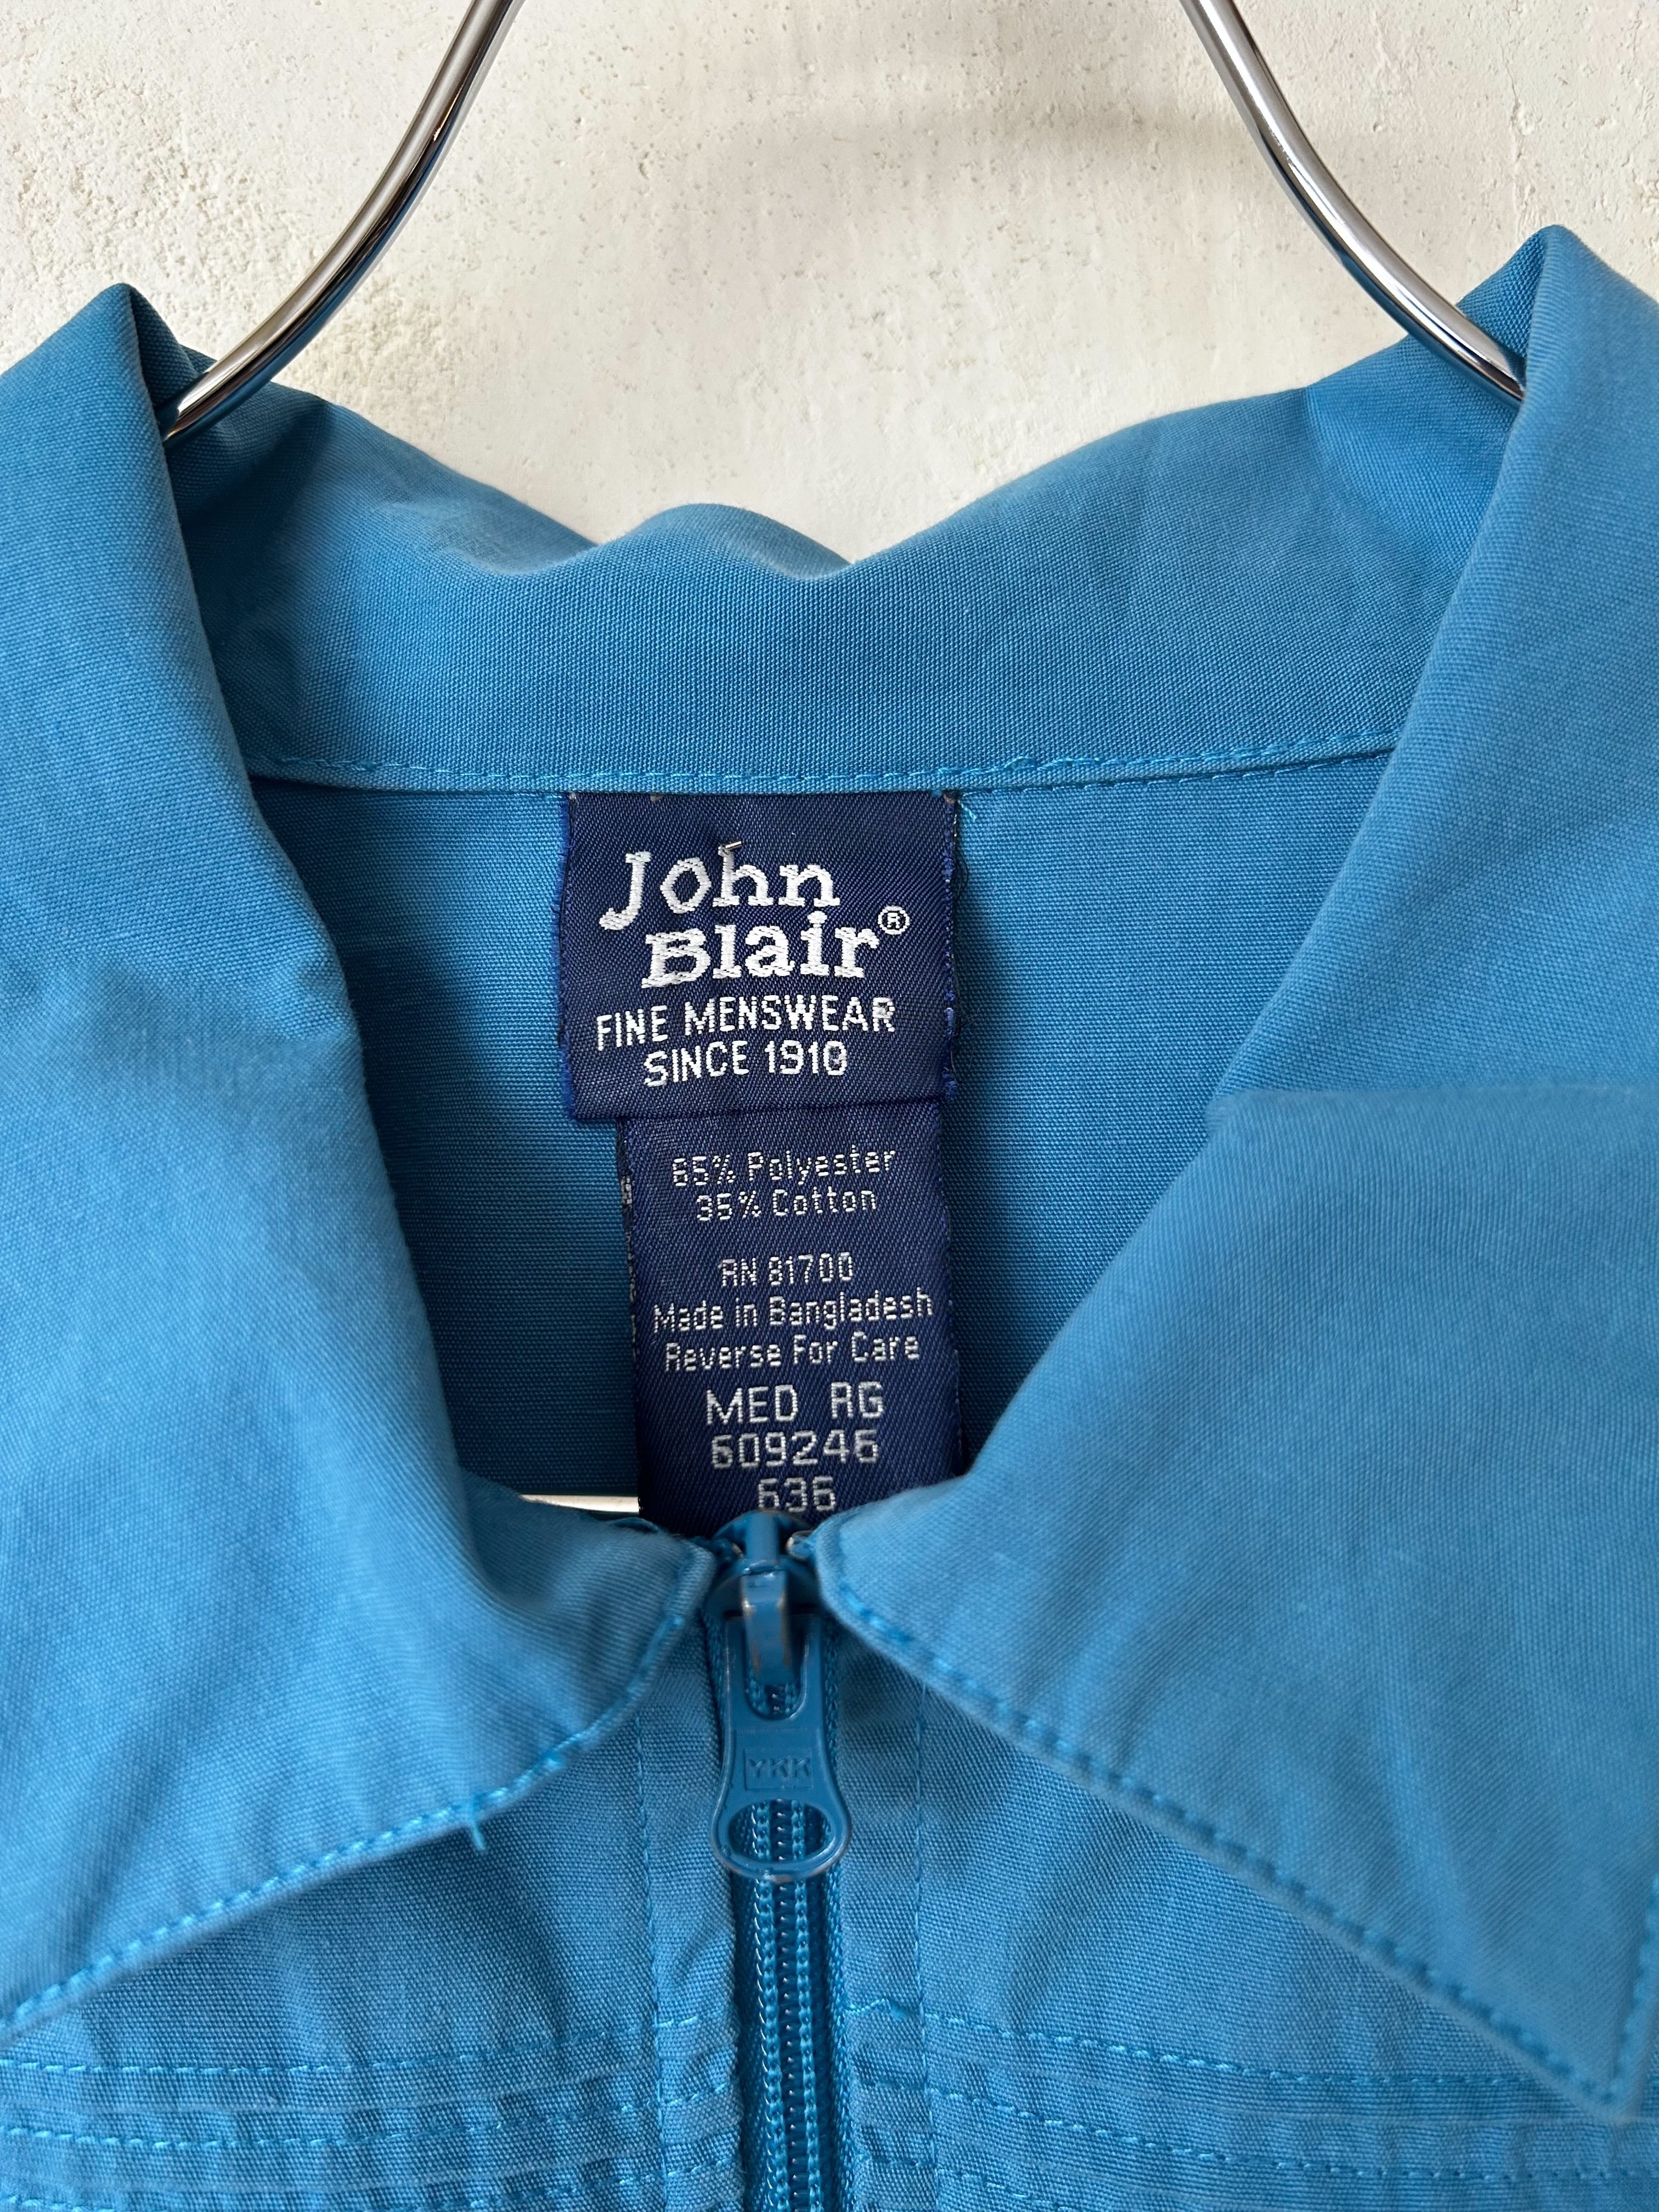 John
Blair®
FINE MENSWEAR
SINCE 1910
65% Polyester
35% Cotton
RN 81700
Made in Bangladesh
Reverse For Care
MED RG
609246
636
YKK